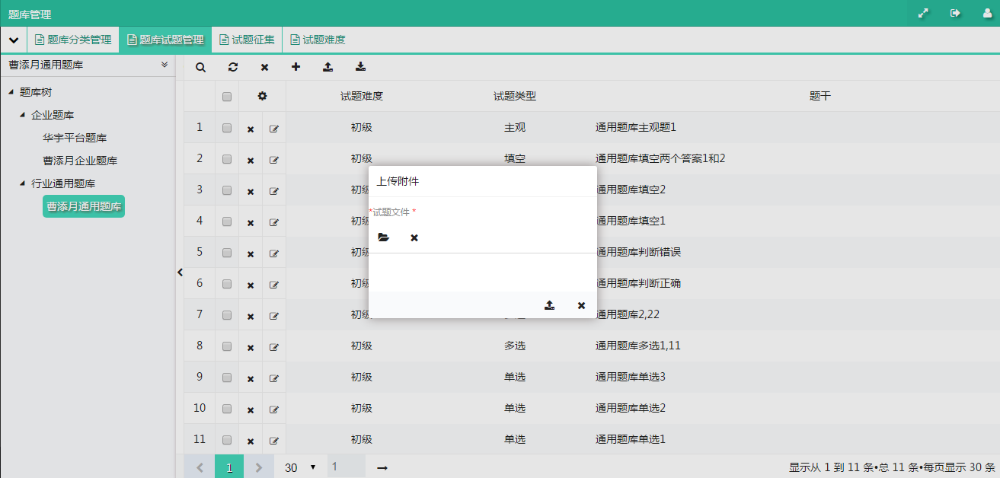 题库管理
题库分类管理 题库试题管理 试题征集 试题难度
曹添月通用题库
题库树
企业题库
华宇平台题库
曹添月企业题库
行业通用题库
曹添月通用题库
试题难度 试题类型 题干
1 初级 主观 通用题库主观题1
2 初级 填空 通用题库填空两个答案1和2
3 初级 通用题库填空2
4 初级 通用题库填空1
5 初级 通用题库判断错误
6 初级 通用题库判断正确
7 初级 通用题库2,22
8 初级 多选 通用题库多选1,11
9 初级 单选 通用题库单选3
10 初级 单选 通用题库单选2
11 初级 单选 通用题库单选1
上传附件
*试题文件 *
1 30 1
显示从 1 到 11 条•总 11 条•每页显示 30 条